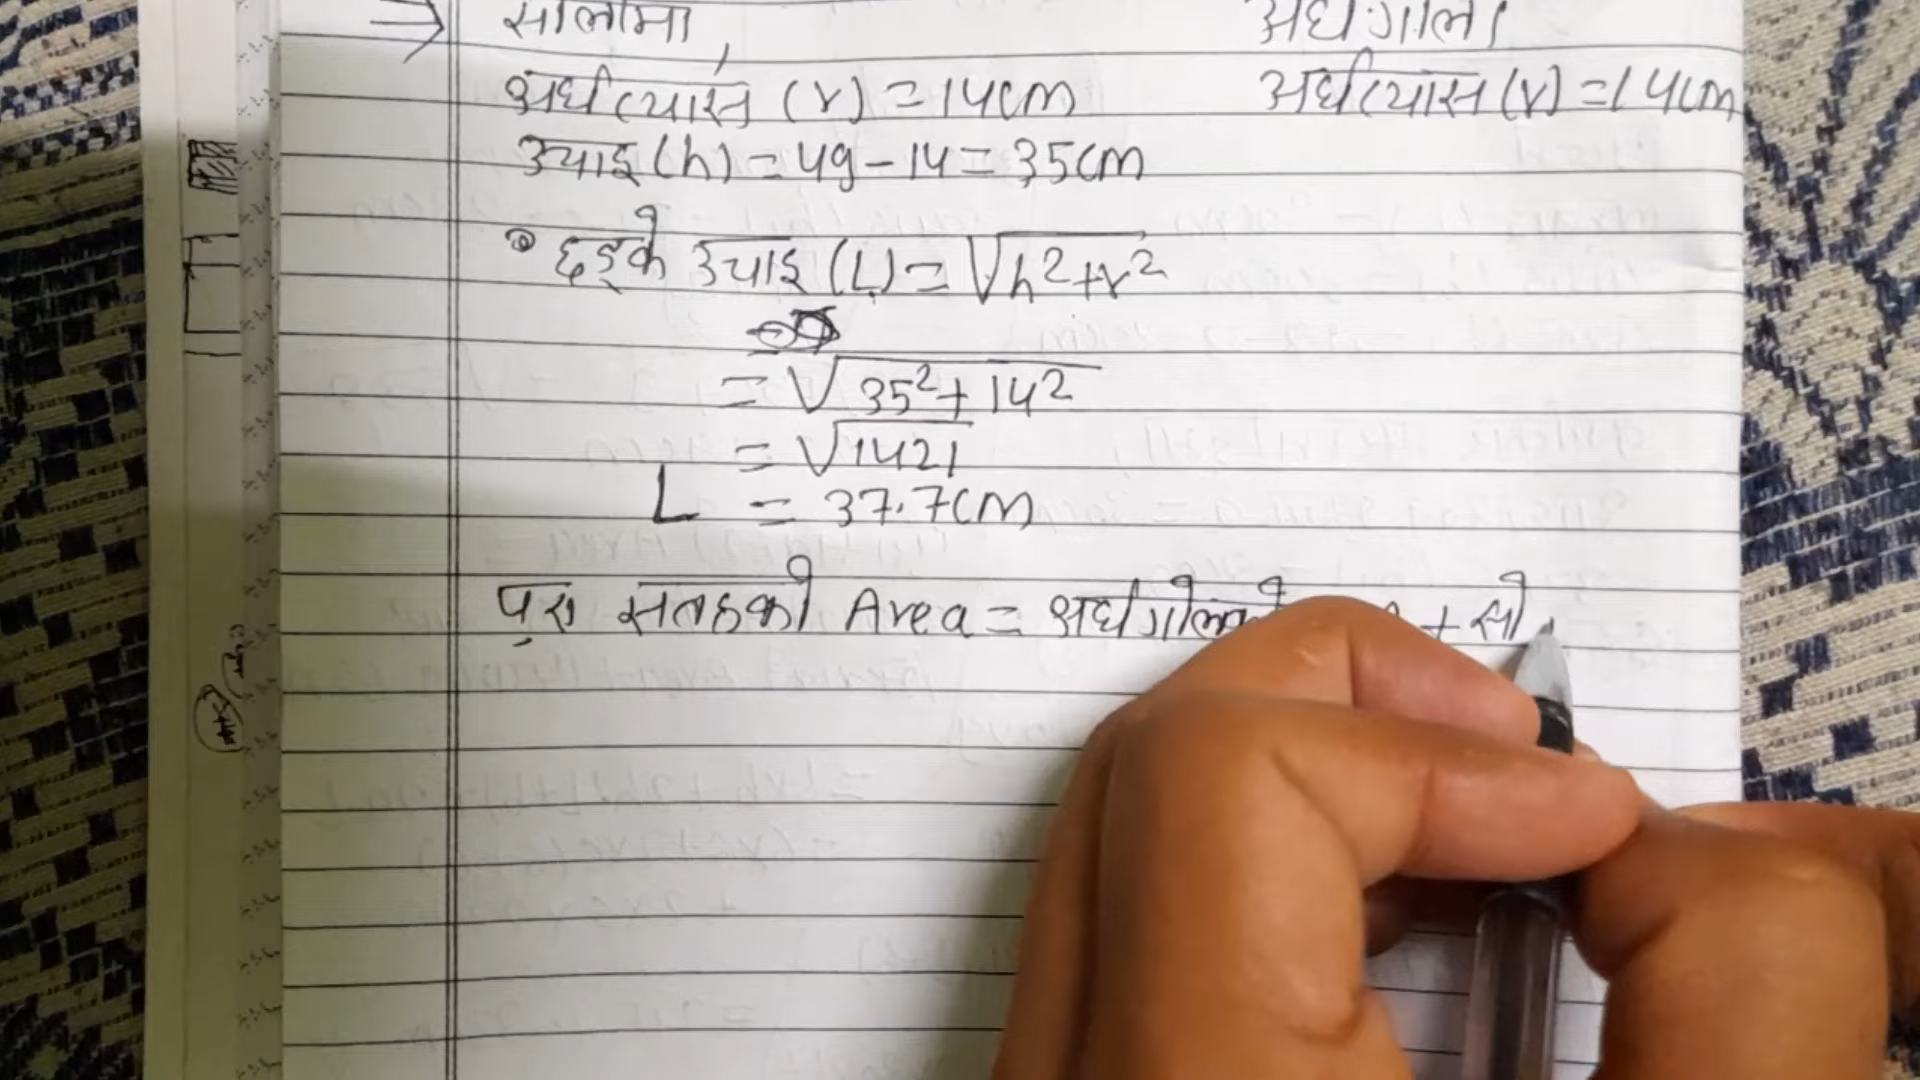 सोलीमा, अर्धगोला
अर्धव्यास (r) = 14cm अर्धव्यास (r) = 14cm
उचाइ (h) = 49 - 14 = 35cm
छड्के उचाइ (L) = √h²+r²
= √35² + 14²
= √1421
L = 37.7cm
पुरा सतहको Area = अर्धगोलको + सो